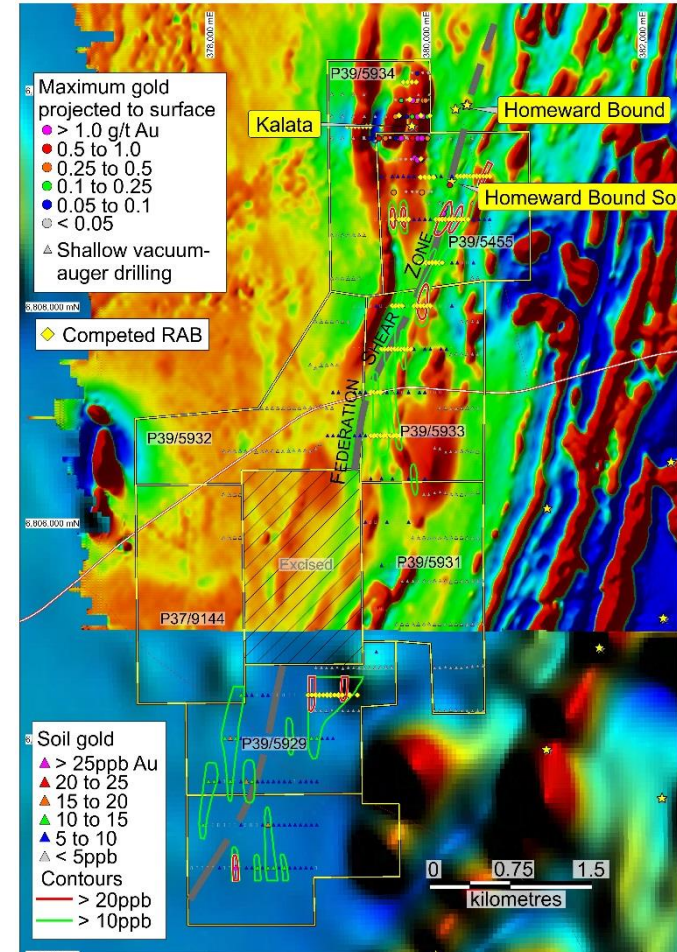 378,000 mE
380,000 mE
382,000 mE
P39/5934
Maximum gold
projected to surface
> 1.0 g/t Au
0.5 to 1.0
0.25 to 0.5
0.1 to 0.25
0.05 to 0.1
< 0.05
Shallow vacuum-
auger drilling
Kalata
Homeward Bound
Homeward Bound So
P39/5455
6,808,000 mN
Competed RAB
FEDERATION SHEAR ZONE
P39/5932
P39/5933
6,806,000 mN
Excised
P39/5931
P37/9144
P39/5929
Soil gold
> 25ppb Au
20 to 25
15 to 20
10 to 15
5 to 10
< 5ppb
Contours
> 20ppb
> 10ppb
0 0.75 1.5
kilometres